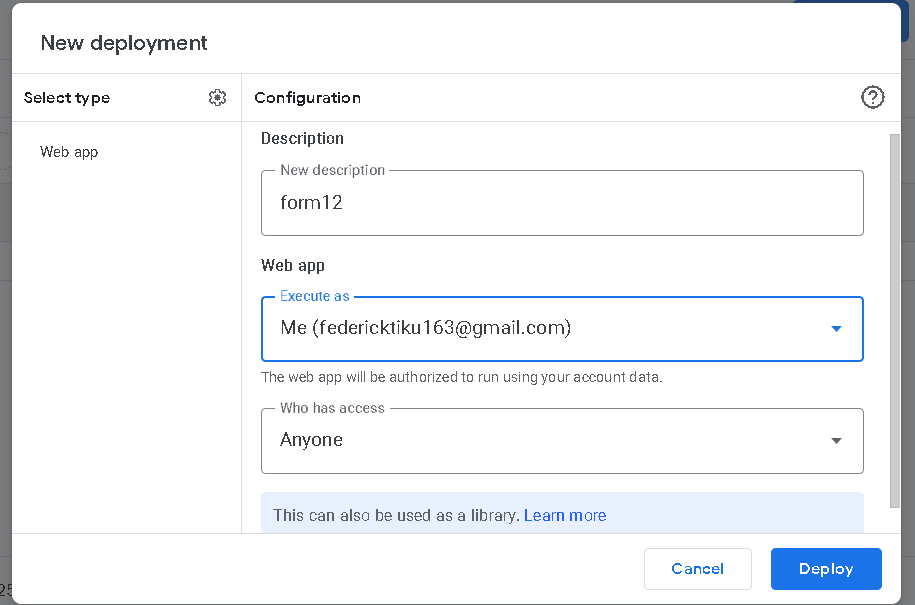 New deployment
Select type
Configuration
Web app
Description
New description
form12
Web app
Execute as
Me (federicktiku163@gmail.com)
The web app will be authorized to run using your account data.
Who has access
Anyone
This can also be used as a library. Learn more
Cancel
Deploy